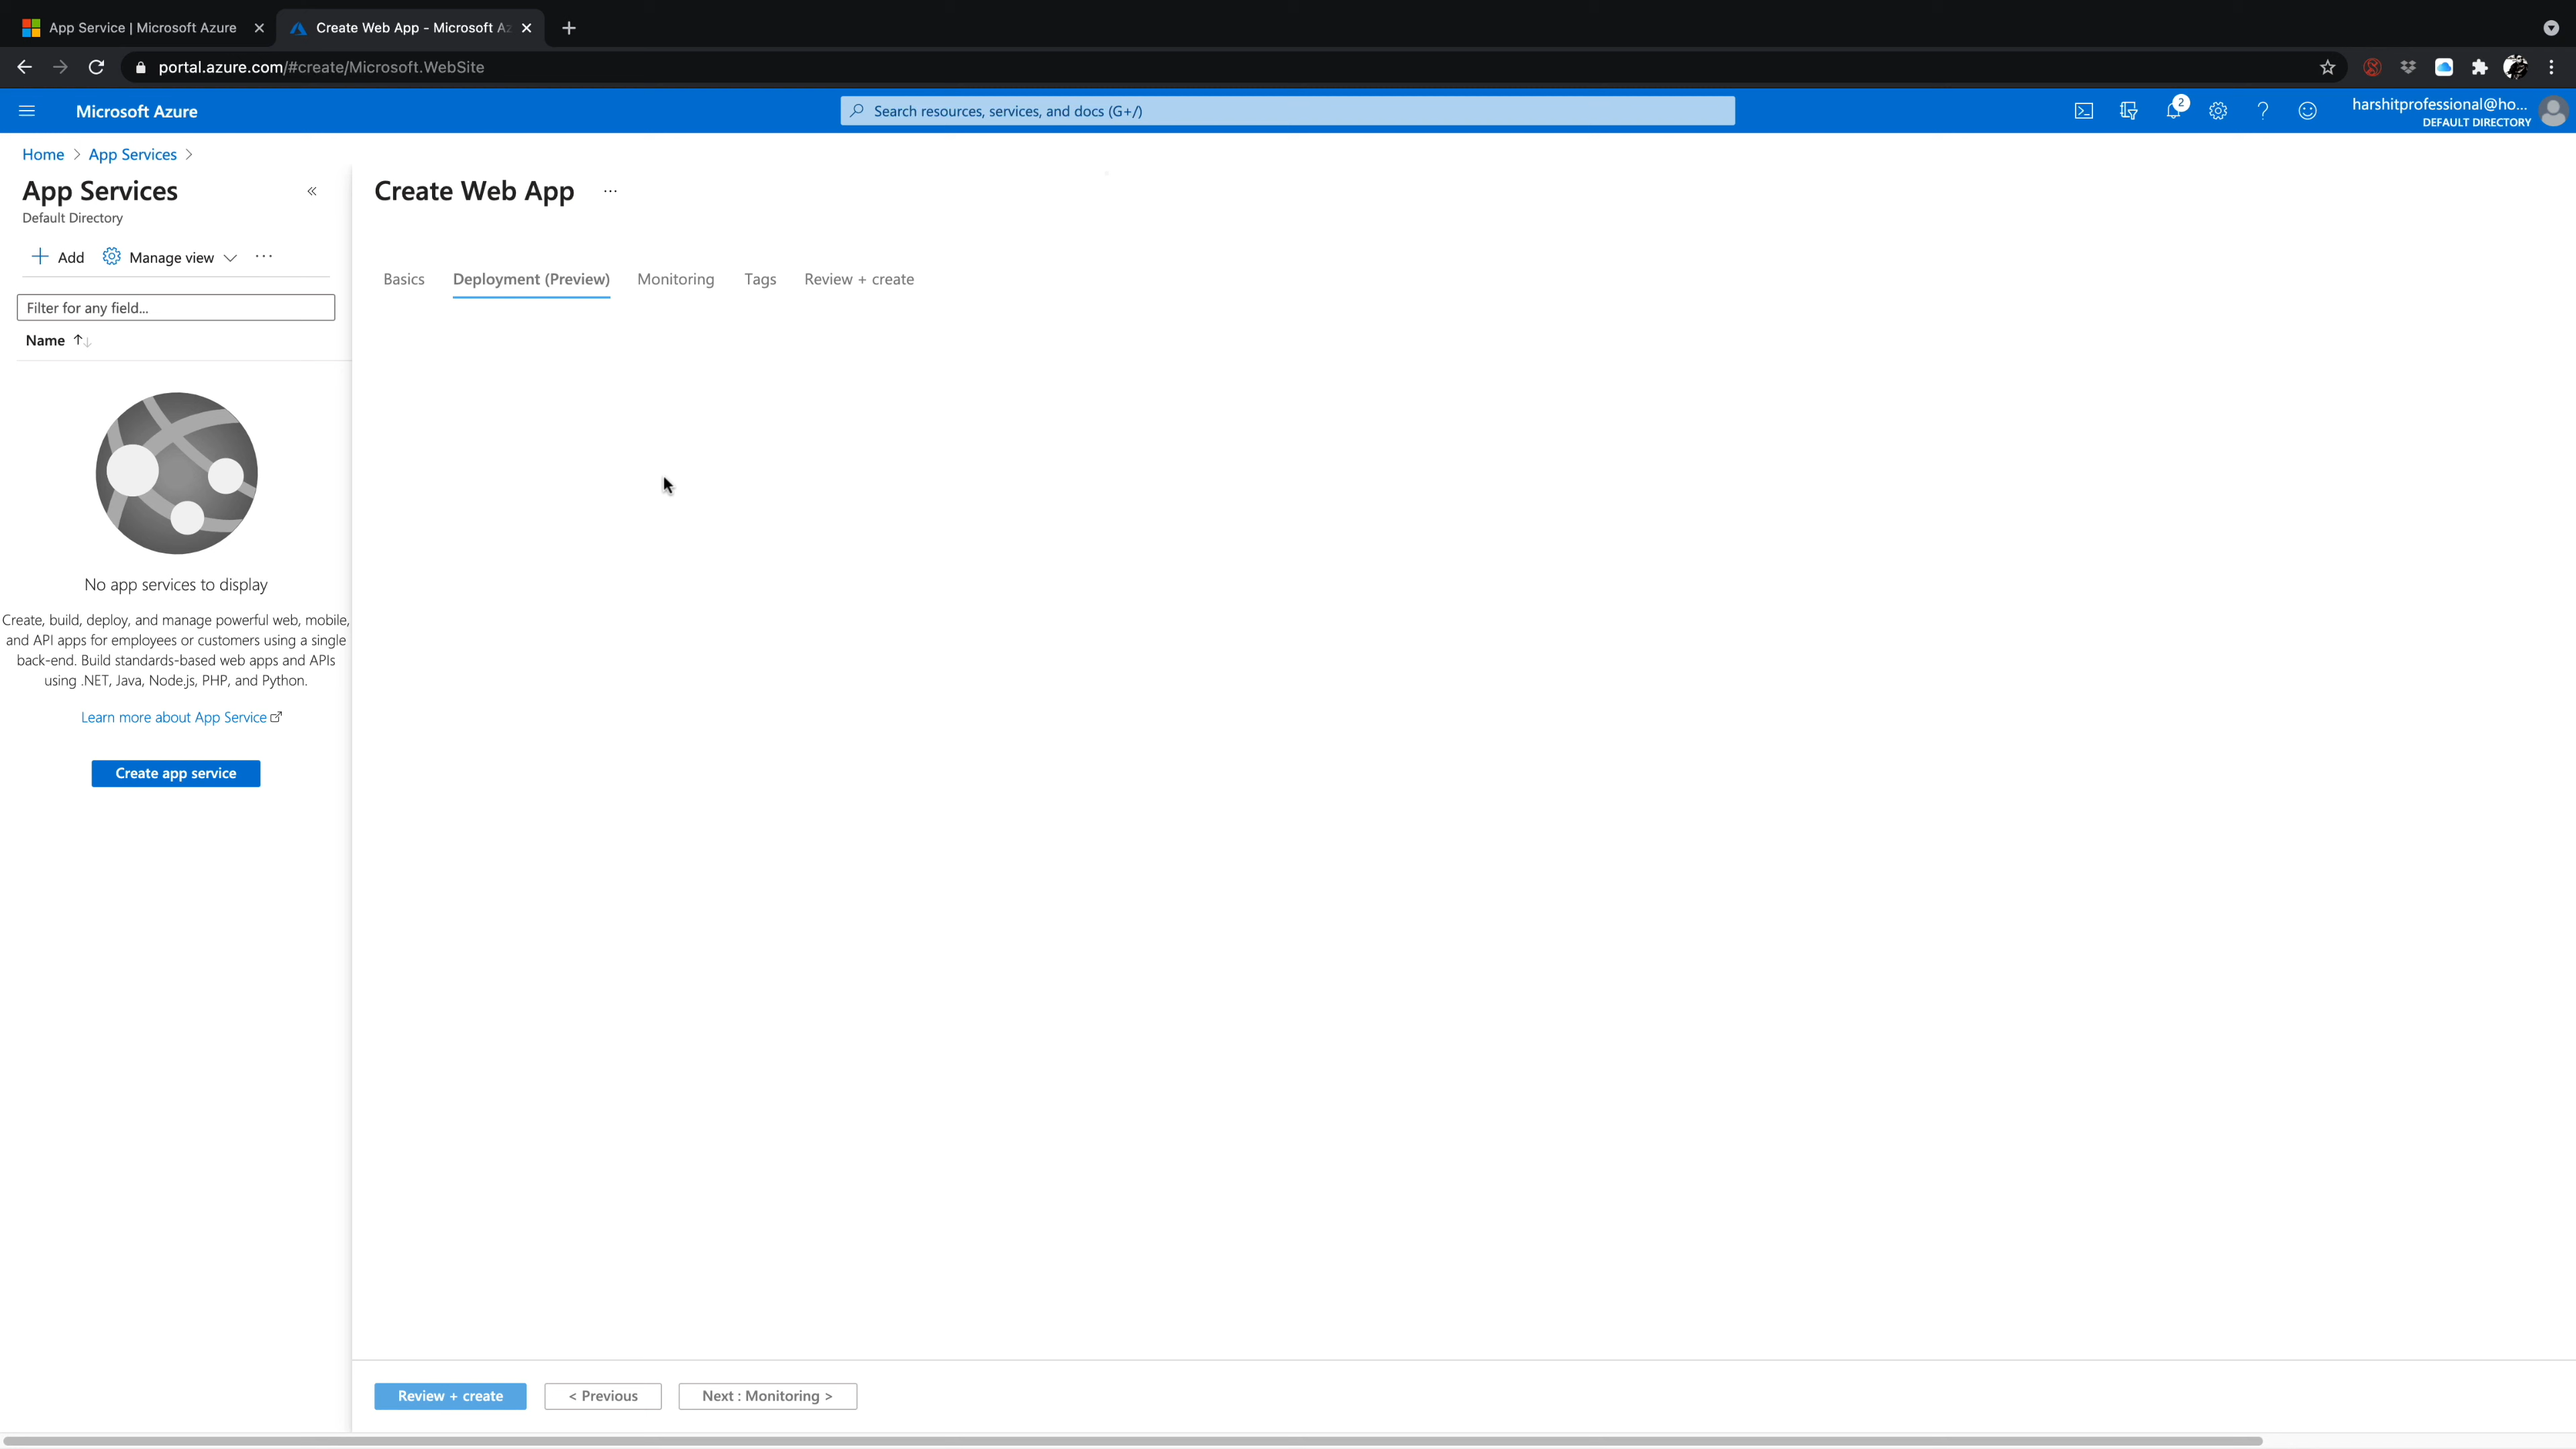 App Service | Microsoft Azure
Create Web App - Microsoft Az
portal.azure.com/#create/Microsoft.WebSite
Microsoft Azure
Search resources, services, and docs (G+/)
2
harshitprofessional@ho...
DEFAULT DIRECTORY
Home > App Services >
App Services
Default Directory
Add
Manage view
...
Filter for any field...
Name
No app services to display
Create, build, deploy, and manage powerful web, mobile,
and API apps for employees or customers using a single
back-end. Build standards-based web apps and APIs
using .NET, Java, Node.js, PHP, and Python.
Learn more about App Service
Create app service
Create Web App
...
Basics
Deployment (Preview)
Monitoring
Tags
Review + create
Review + create
< Previous
Next : Monitoring >